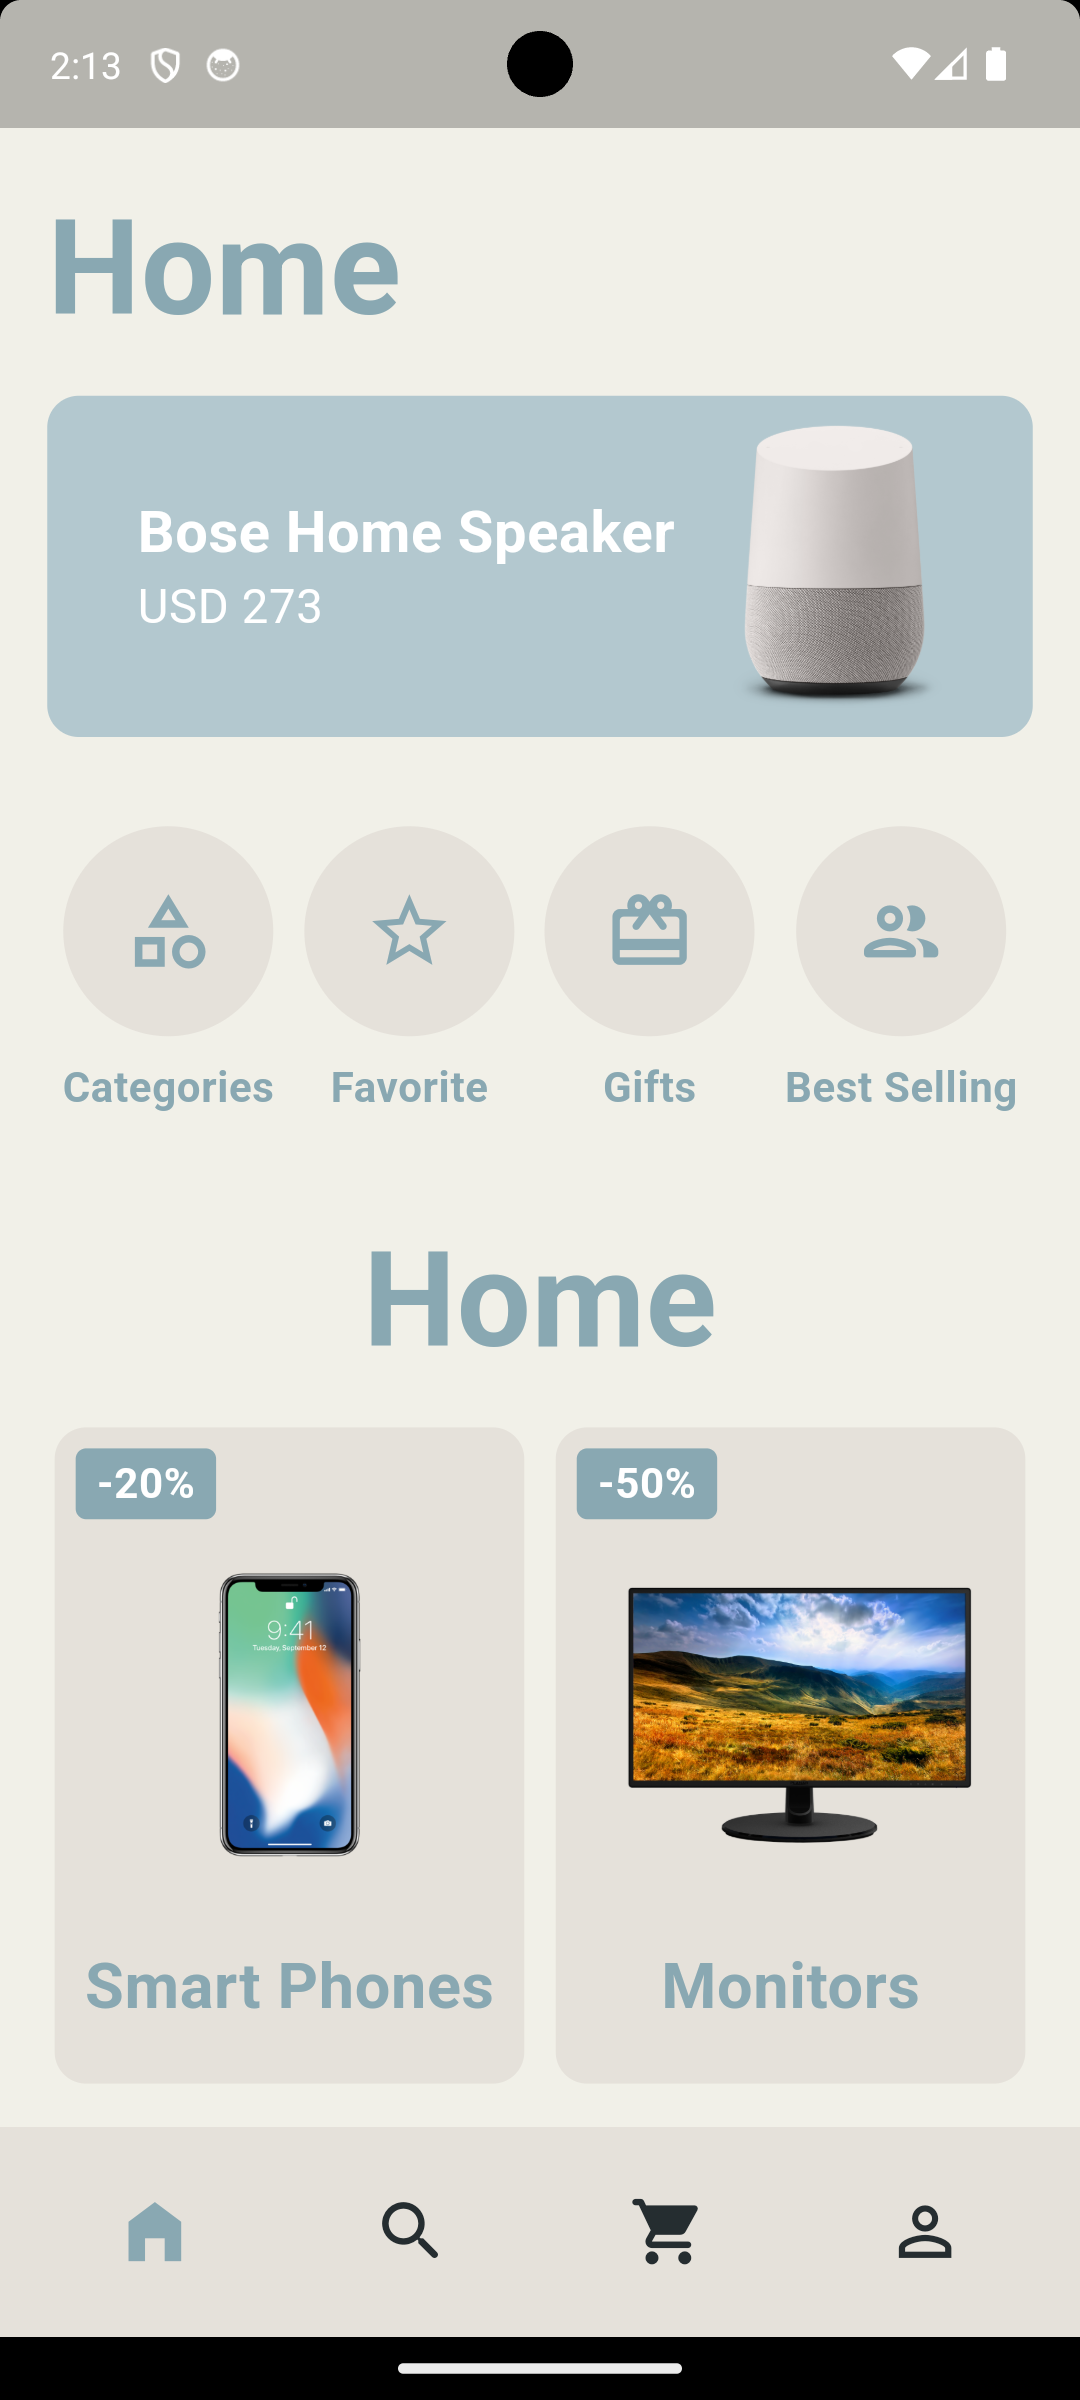 2:13
Home
Bose Home Speaker
USD 273
Categories
Favorite
Gifts
Best Selling
Home
-20%
-50%
9:41
Tuesday, September 12
Smart Phones
Monitors